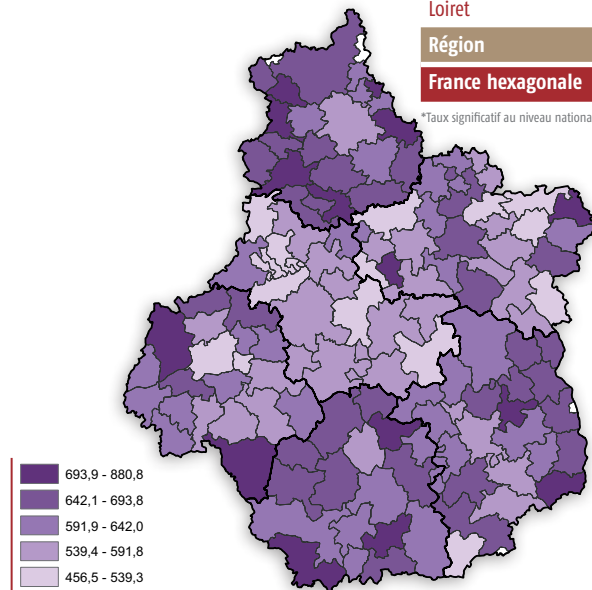 Loiret
Région
France hexagonale
*Taux significatif au niveau nationa
693,9 - 880,8
642,1 - 693,8
591,9 - 642,0
539,4 - 591,8
456,5 - 539,3